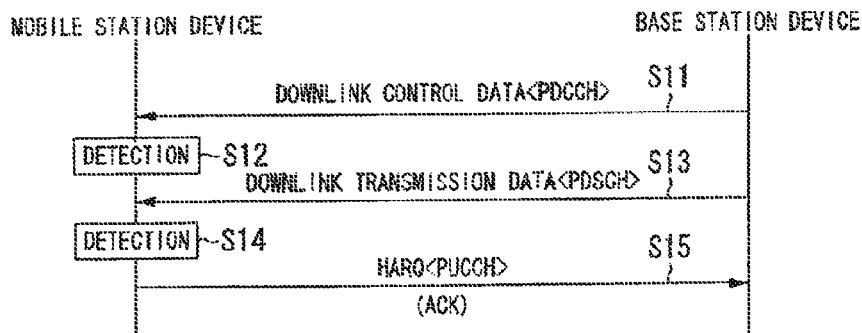 MOBILE STATION DEVICE
BASE STATION DEVICE
S11
DOWNLINK CONTROL DATA<PDCCH>
DETECTION
S12
S13
DOWNLINK TRANSMISSION DATA<PDSCH>
DETECTION
S14
S15
HARQ<PUCCH>
(ACK)